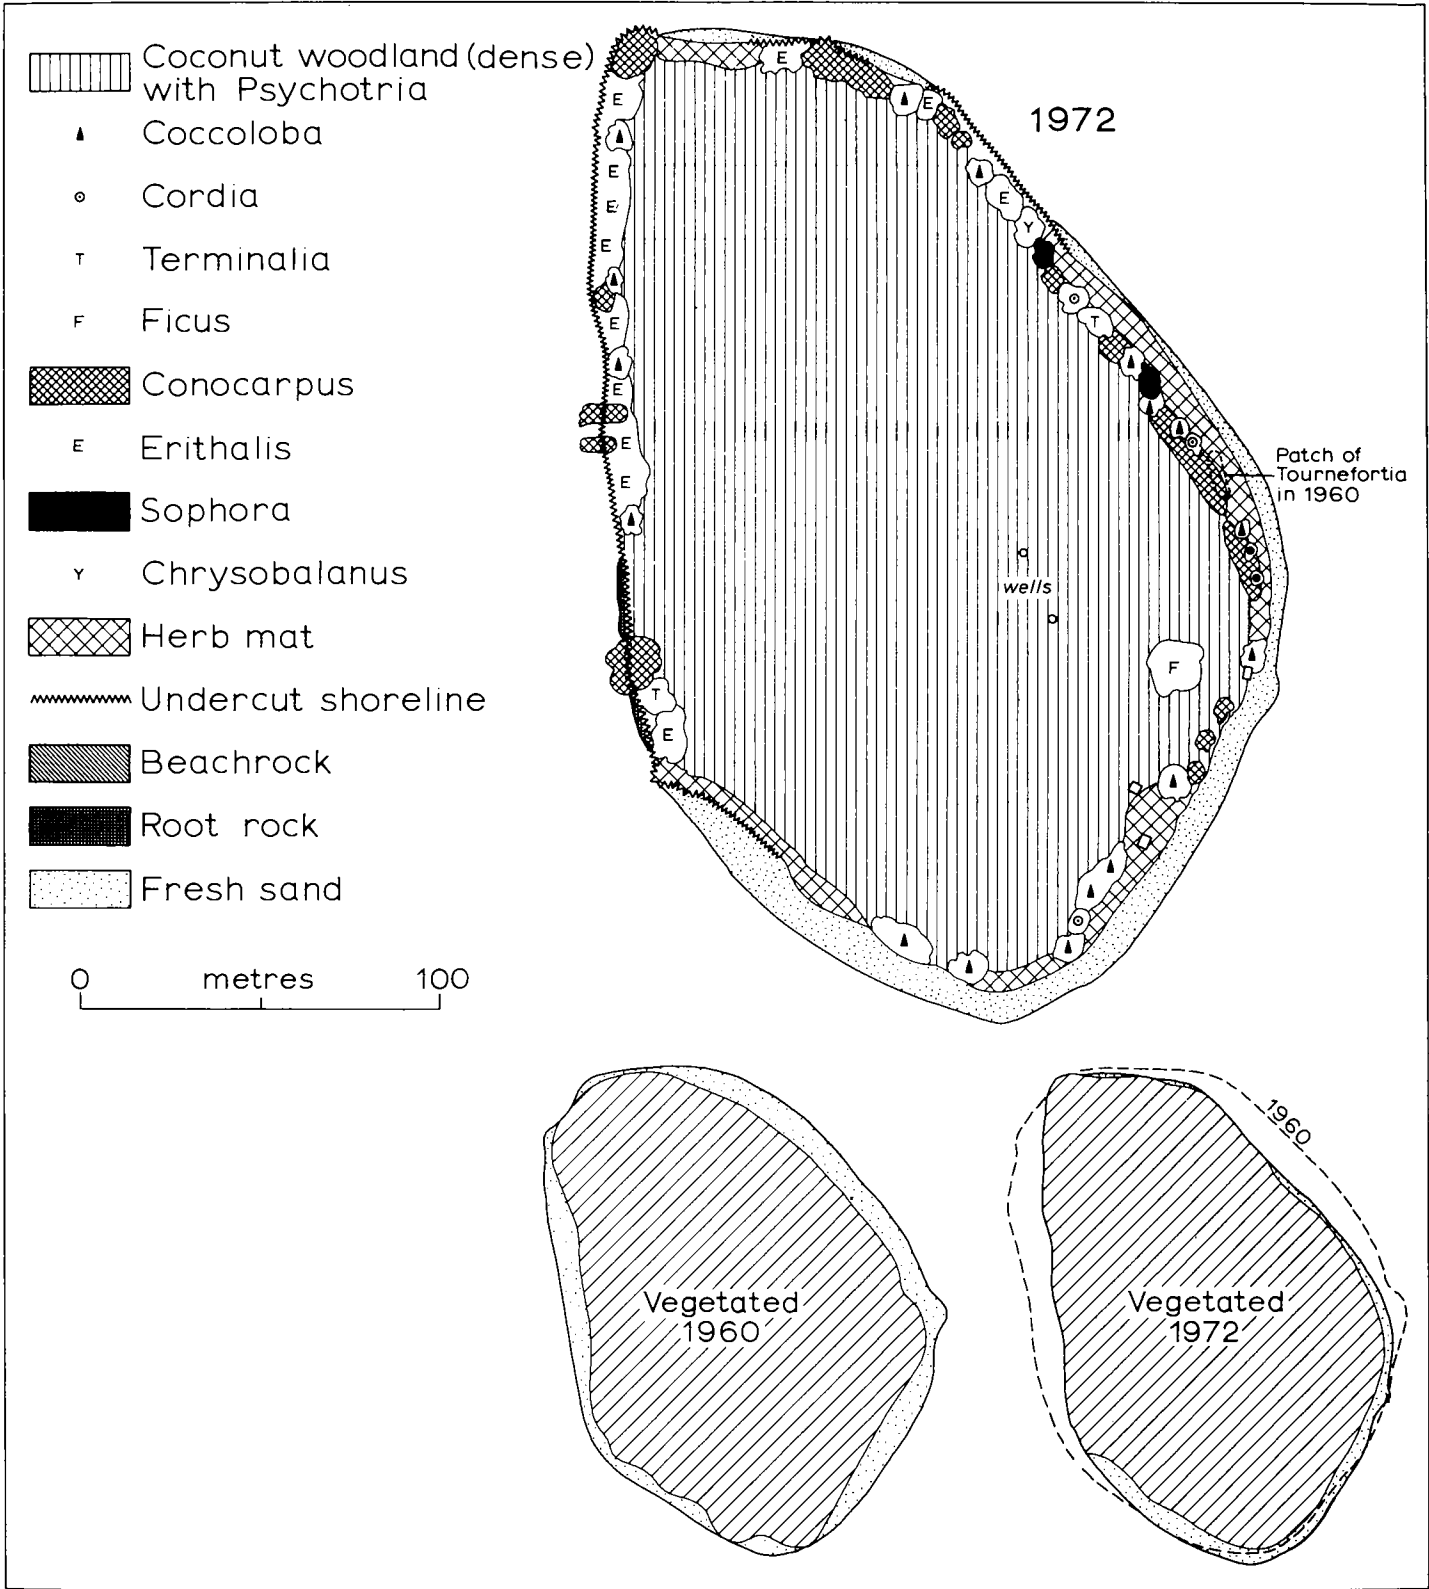 Coconut woodland (dense)
with Psychotria
Coccoloba
Cordia
T Terminalia
F Ficus
Conocarpus
E Erithalis
Sophora
Y Chrysobalanus
Herb mat
Undercut shoreline
Beachrock
Root rock
Fresh sand
0 metres 100
1972
E
E
E
E
E
E
Y
E
E
T
E
E
Patch of
Tournefortia
in 1960
E
wells
F
T
E
1960
Vegetated
1960
Vegetated
1972